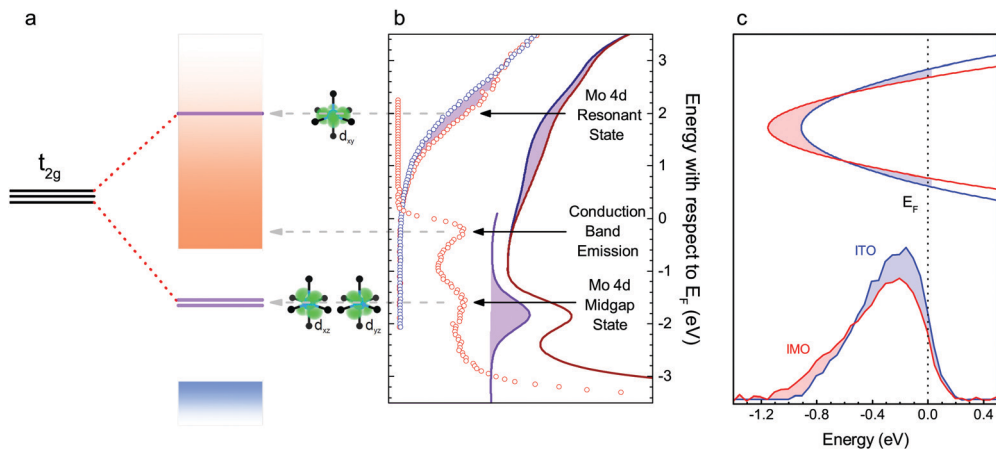 a
t2g
dxy
dxz
dyz
b
Mo 4d
Resonant
State
Conduction
Band
Emission
Mo 4d
Midgap
State
3
2
1
0
-1
-2
-3
Energy with respect to EF (eV)
c
EF
ITO
IMO
-1.2
-0.8
-0.4
0.0
0.4
Energy (eV)